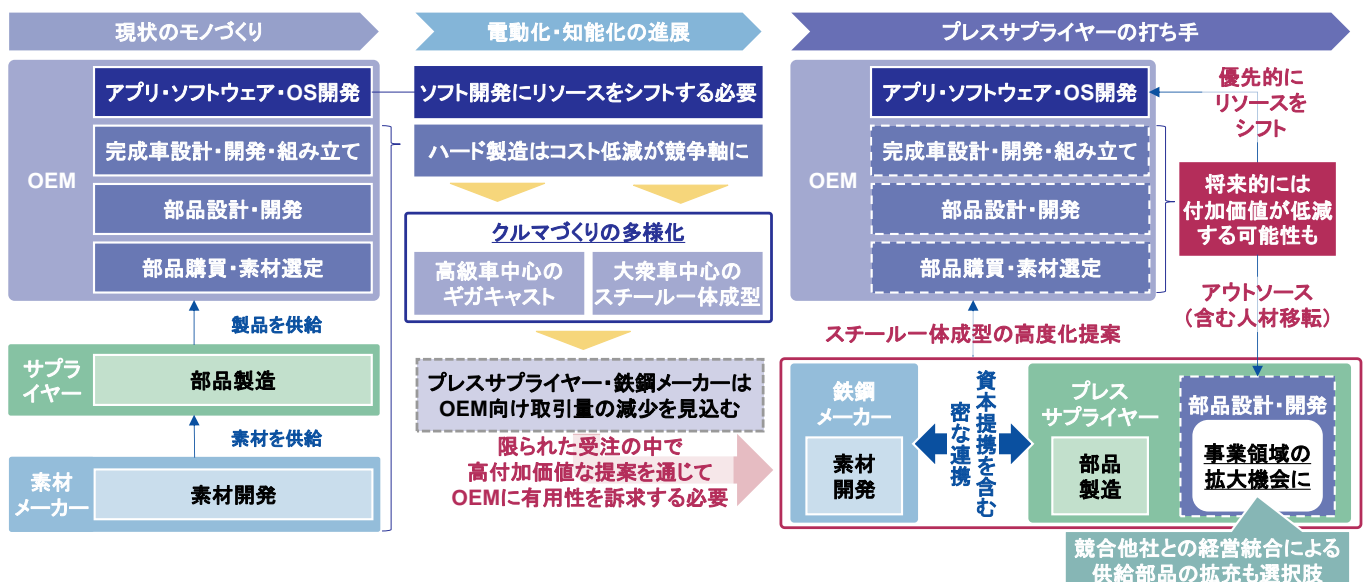 現状のモノづくり
OEM
アプリ・ソフトウェア・OS開発
完成車設計・開発・組み立て
部品設計・開発
部品購買・素材選定
製品を供給
サプラ
イヤー
部品製造
素材を供給
素材
メーカー
素材開発
電動化・知能化の進展
ソフト開発にリソースをシフトする必要
ハード製造はコスト低減が競争軸に
クルマづくりの多様化
高級車中心の
ギガキャスト
大衆車中心の
スチール一体成型
プレスサプライヤー・鉄鋼メーカーは
OEM向け取引量の減少を見込む
限られた受注の中で
高付加価値な提案を通じて
OEMに有用性を訴求する必要
プレスサプライヤーの打ち手
OEM
アプリ・ソフトウェア・OS開発
完成車設計・開発・組み立て
部品設計・開発
部品購買・素材選定
優先的に
リソースを
シフト
将来的には
付加価値が低減
する可能性も
アウトソース
（含む人材移転）
スチール一体成型の高度化提案
鉄鋼
メーカー
素材
開発
資本提携を含む
密な連携
プレス
サプライヤー
部品
製造
部品設計・開発
事業領域の
拡大機会に
競合他社との経営統合による
供給部品の拡充も選択肢